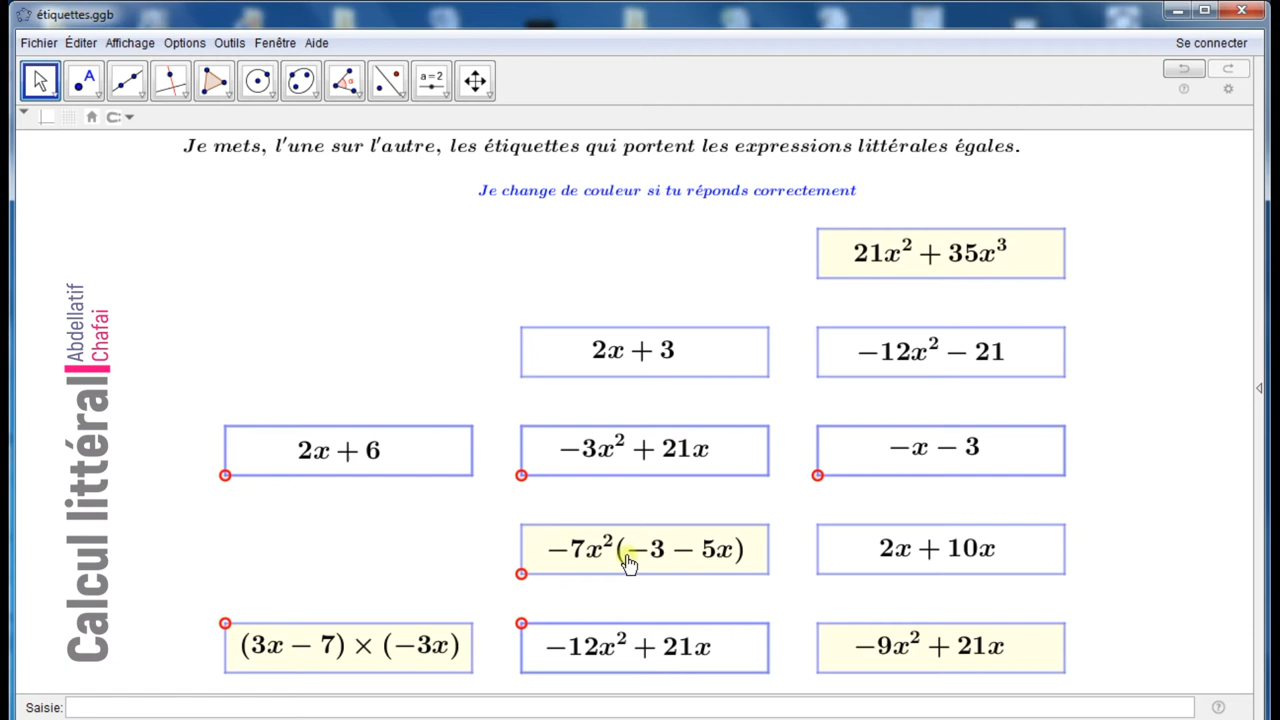 étiquettes.ggb
Fichier Éditer Affichage Options Outils Fenêtre Aide
Se connecter
A
a=2
Je mets, l'une sur l'autre, les étiquettes qui portent les expressions littérales égales.
Je change de couleur si tu réponds correctement
21x² + 35x³
2x + 3
−12x² − 21
2x + 6
−3x² + 21x
−x − 3
−7x²(−3 − 5x)
2x + 10x
(3x − 7) × (−3x)
−12x² + 21x
−9x² + 21x
Calcul littéral
Abdellatif
Chafai
Saisie: